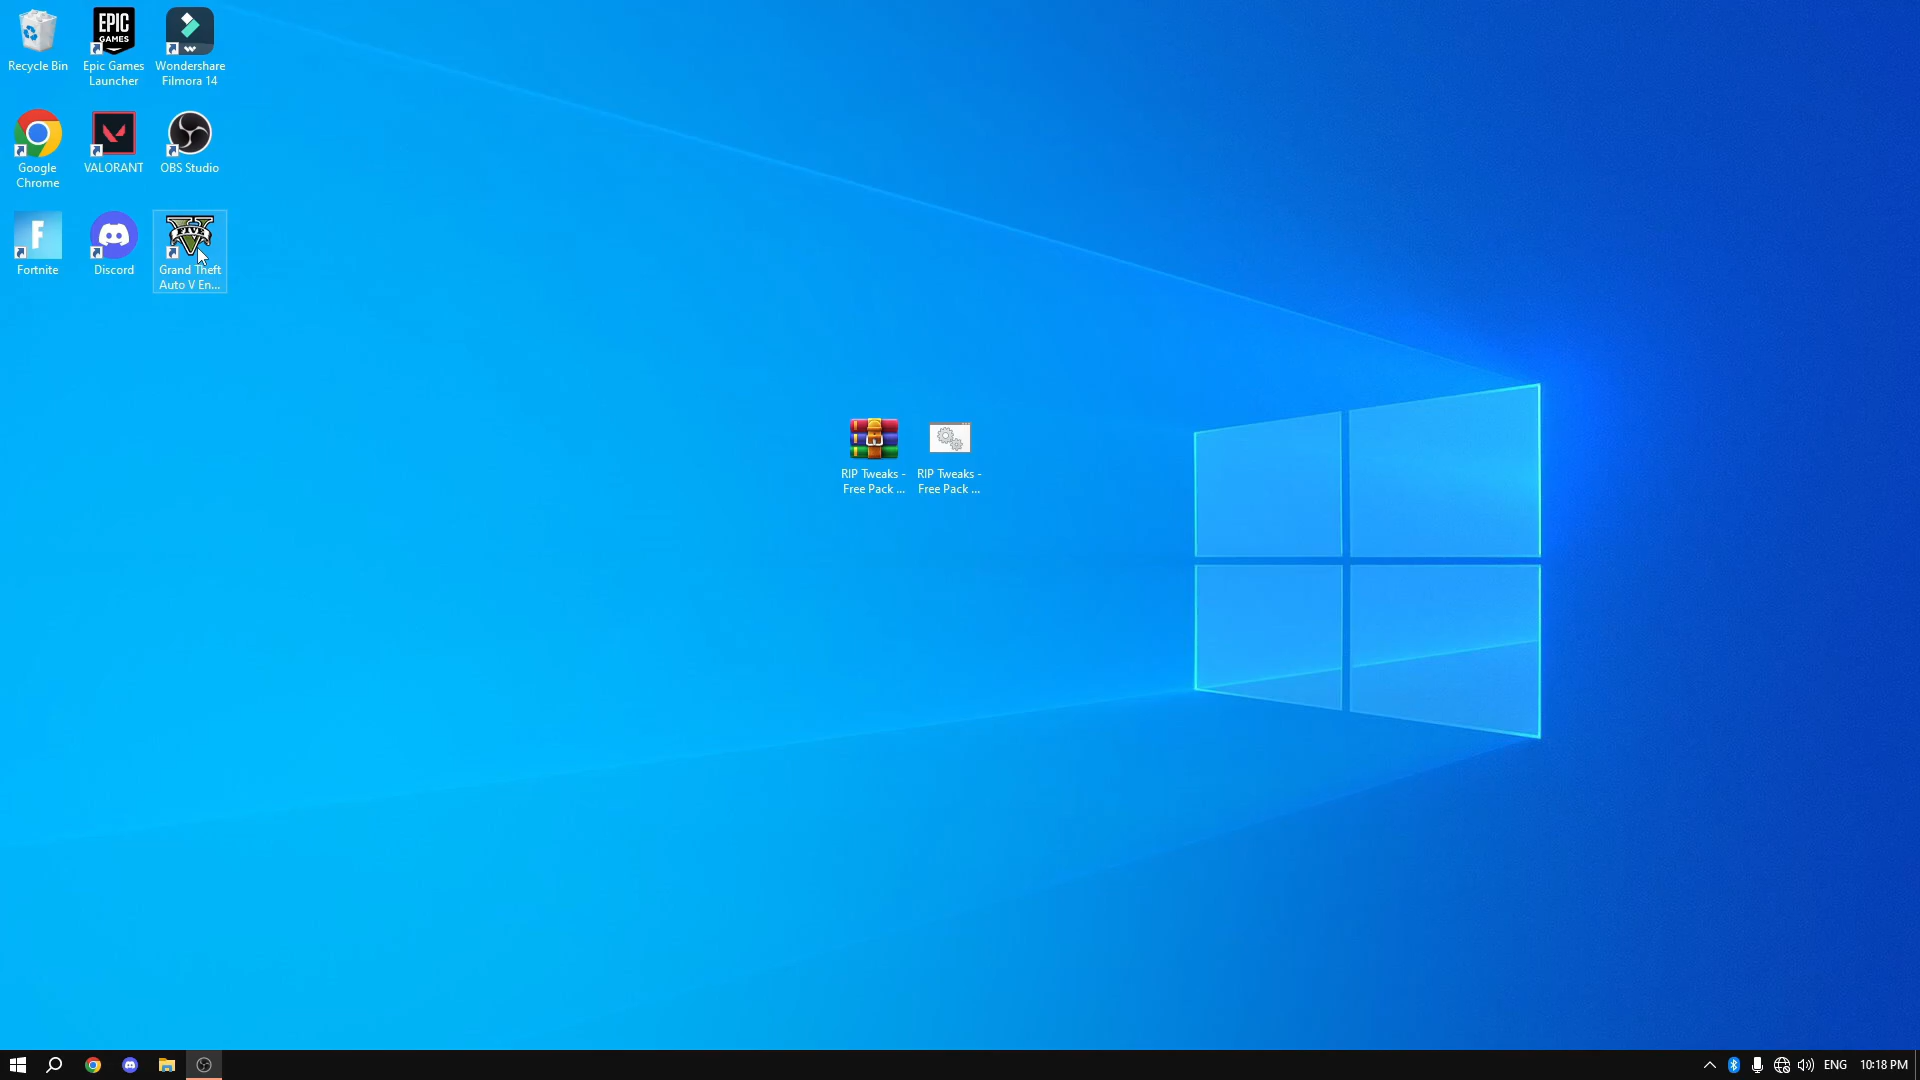 Recycle Bin
EPIC
GAMES
Epic Games
Launcher
Wondershare
Filmora 14
Google
Chrome
VALORANT
OBS Studio
F
Fortnite
Discord
V
FIVE
Grand Theft
Auto V En...
RIP Tweaks -
Free Pack ...
RIP Tweaks -
Free Pack ...
ENG
10:18 PM